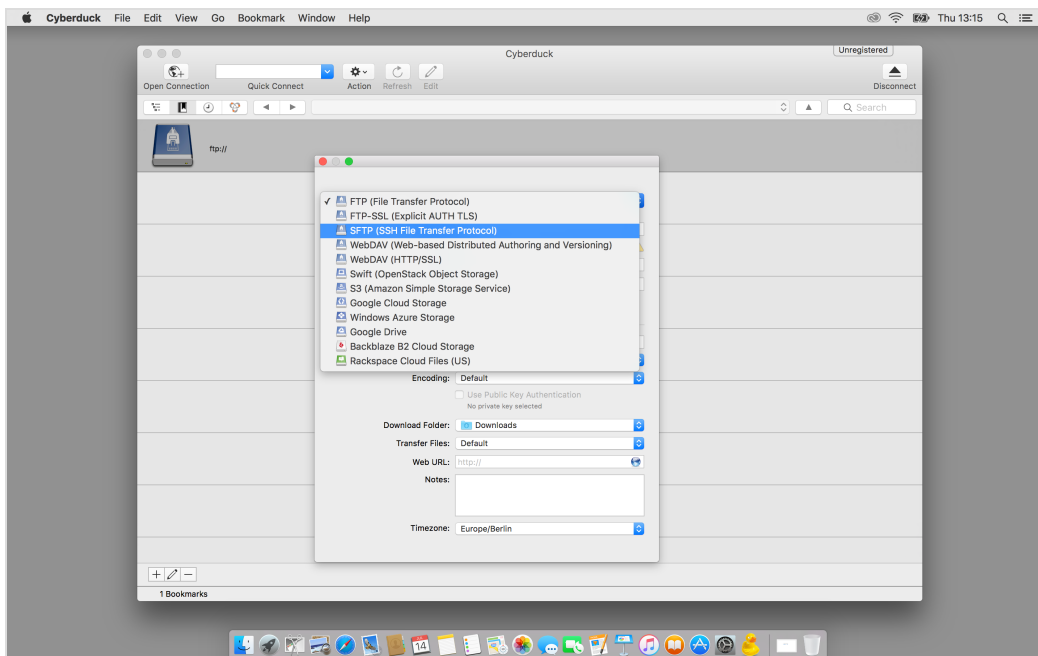 Cyberduck File Edit View Go Bookmark Window Help Thu 13:15
Cyberduck
Unregistered
Open Connection Quick Connect Action Refresh Edit Disconnect
Search
ftp://
✓ FTP (File Transfer Protocol)
FTP-SSL (Explicit AUTH TLS)
SFTP (SSH File Transfer Protocol)
WebDAV (Web-based Distributed Authoring and Versioning)
WebDAV (HTTP/SSL)
Swift (OpenStack Object Storage)
S3 (Amazon Simple Storage Service)
Google Cloud Storage
Windows Azure Storage
Google Drive
Backblaze B2 Cloud Storage
Rackspace Cloud Files (US)
Encoding: Default
Use Public Key Authentication
No private key selected
Download Folder: Downloads
Transfer Files: Default
Web URL: http://
Notes:
Timezone: Europe/Berlin
1 Bookmarks
14